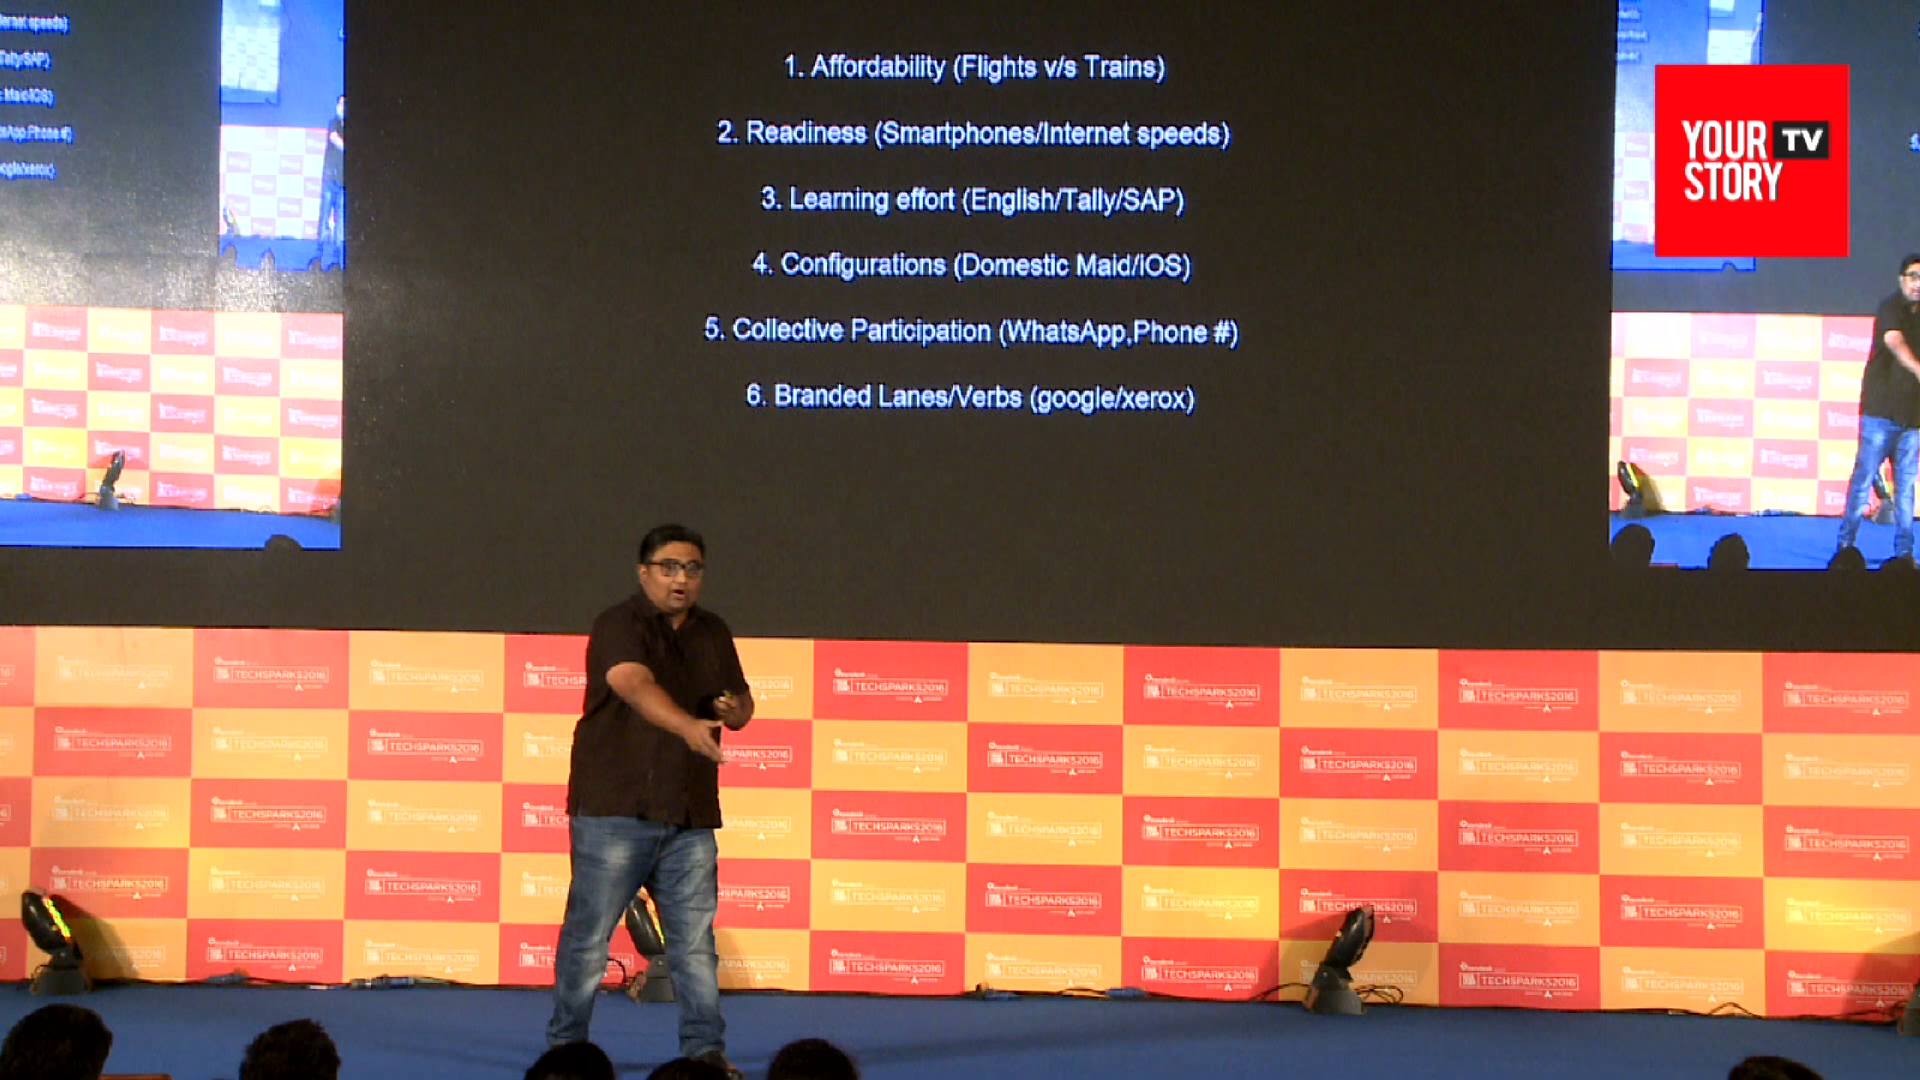 1. Affordability (Flights v/s Trains)
2. Readiness (Smartphones/Internet speeds)
3. Learning effort (English/Tally/SAP)
4. Configurations (Domestic Maid/iOS)
5. Collective Participation (WhatsApp,Phone #)
6. Branded Lanes/Verbs (google/xerox)
YOUR TV
STORY
TECHSPARKS2016